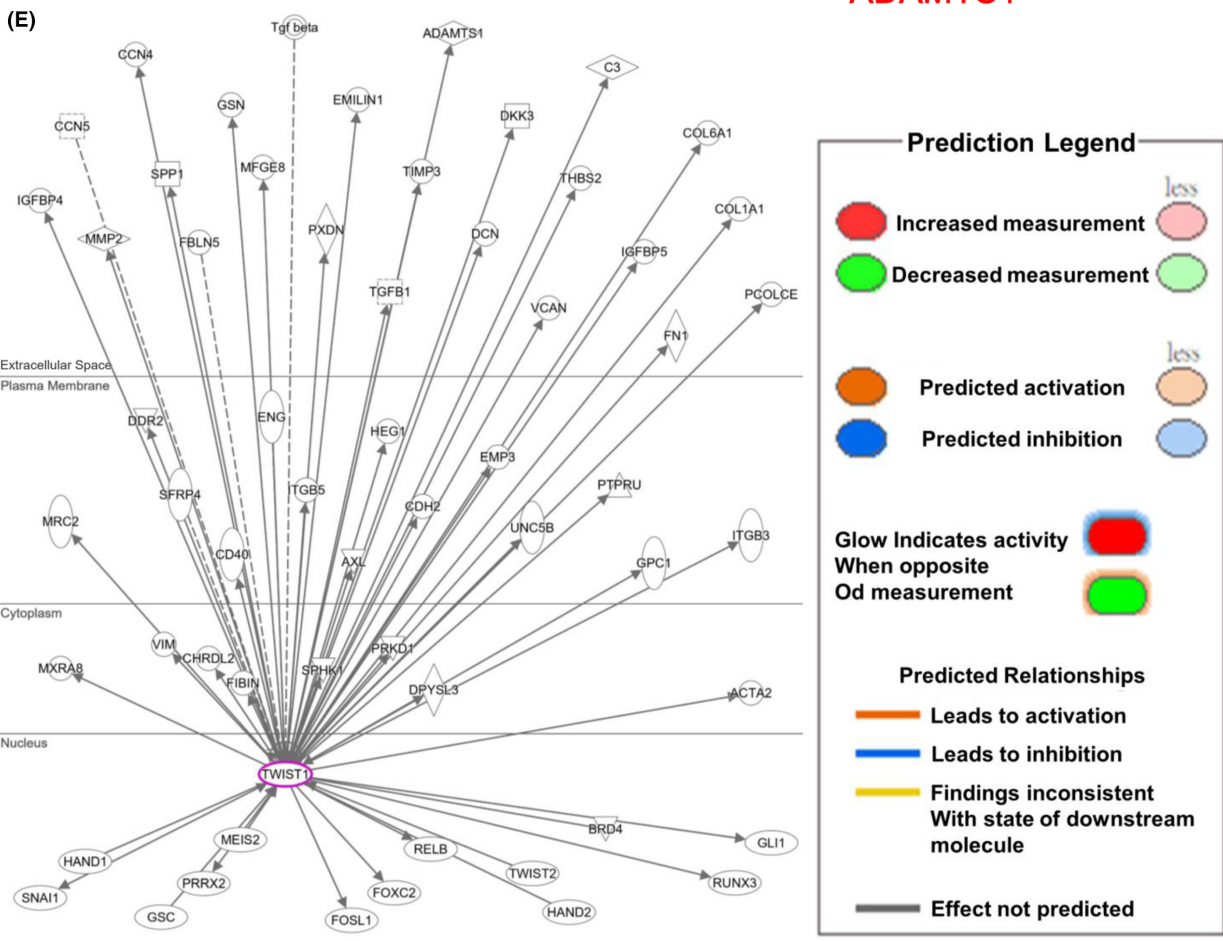 (E)
Tgf beta
ADAMTS1
CCN4
C3
GSN
EMILIN1
DKK3
CCN5
COL6A1
SPP1
MFGE8
TIMP3
THBS2
IGFBP4
COL1A1
MMP2
FBLN5
PXDN
DCN
IGFBP5
TGFB1
VCAN
PCOLCE
FN1
Extracellular Space
Plasma Membrane
DDR2
ENG
HEG1
EMP3
SFRP4
ITGB5
CDH2
PTPRU
MRC2
CD40
AXL
UNC5B
ITGB3
GPC1
Cytoplasm
VIM
CHRDL2
SPHK1
PRKD1
MXRA8
FIBIN
DPYSL3
ACTA2
Nucleus
TWIST1
MEIS2
BRD4
HAND1
RELB
GLI1
PRRX2
TWIST2
SNAI1
FOXC2
RUNX3
GSC
FOSL1
HAND2
Prediction Legend
less
Increased measurement
Decreased measurement
less
Predicted activation
Predicted inhibition
Glow Indicates activity
When opposite
Od measurement
Predicted Relationships
Leads to activation
Leads to inhibition
Findings inconsistent
With state of downstream
molecule
Effect not predicted